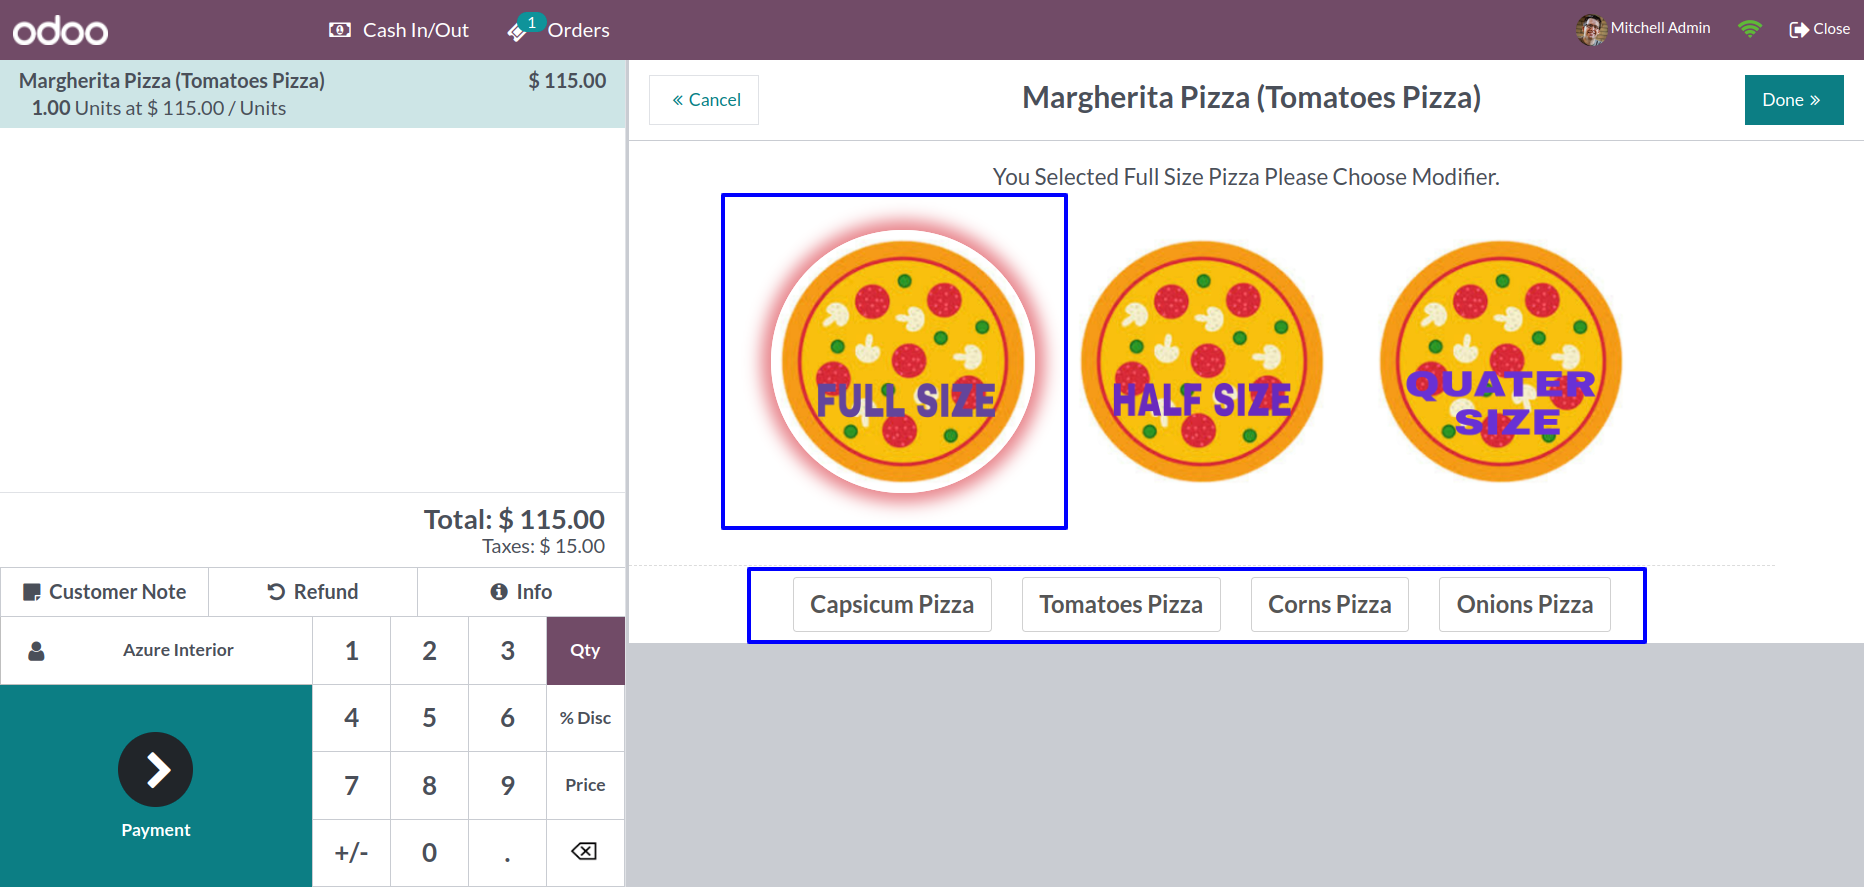 odoo
Cash In/Out
1
Orders
Mitchell Admin
Close
Margherita Pizza (Tomatoes Pizza) $ 115.00
1.00 Units at $ 115.00 / Units
Total: $ 115.00
Taxes: $ 15.00
Customer Note
Refund
Info
Azure Interior
1 2 3 Qty
4 5 6 % Disc
7 8 9 Price
+/- 0 .
Payment
« Cancel
Margherita Pizza (Tomatoes Pizza)
Done »
You Selected Full Size Pizza Please Choose Modifier.
FULL SIZE
HALF SIZE
QUATER
SIZE
Capsicum Pizza
Tomatoes Pizza
Corns Pizza
Onions Pizza